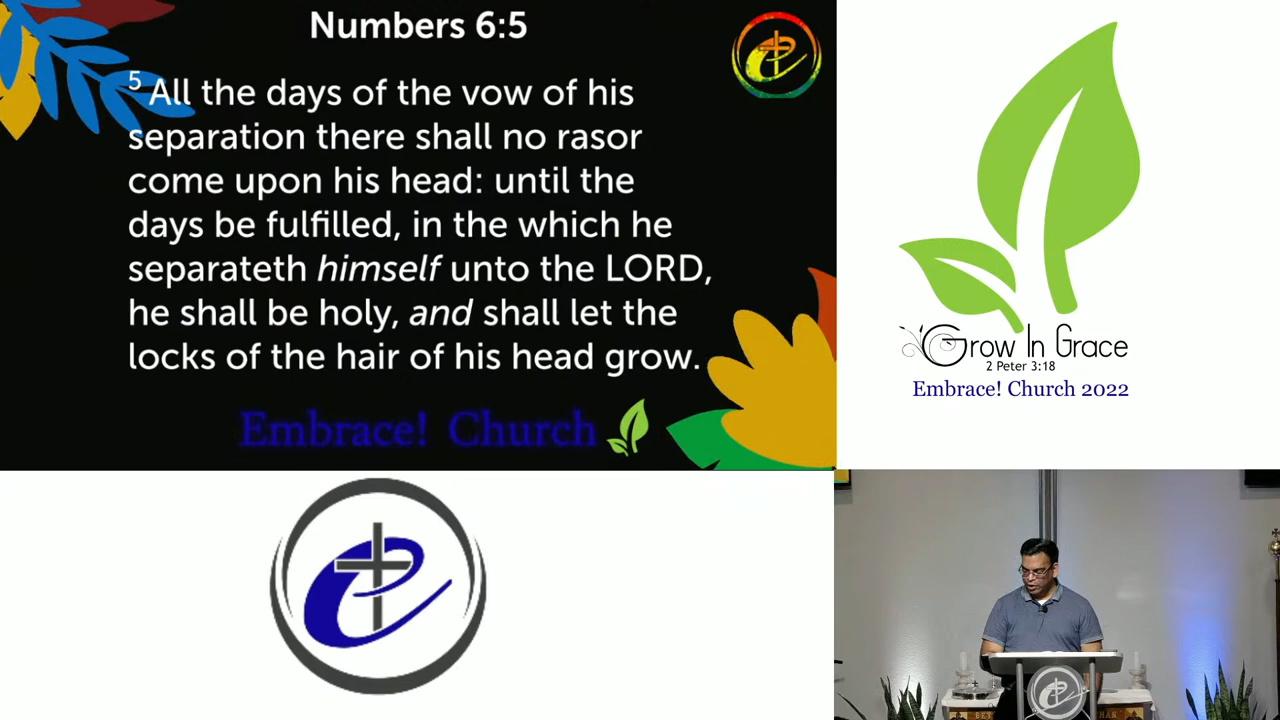 Numbers 6:5
5 All the days of the vow of his
separation there shall no rasor
come upon his head: until the
days be fulfilled, in the which he
separateth himself unto the LORD,
he shall be holy, and shall let the
locks of the hair of his head grow.
Embrace! Church
Grow In Grace
2 Peter 3:18
Embrace! Church 2022